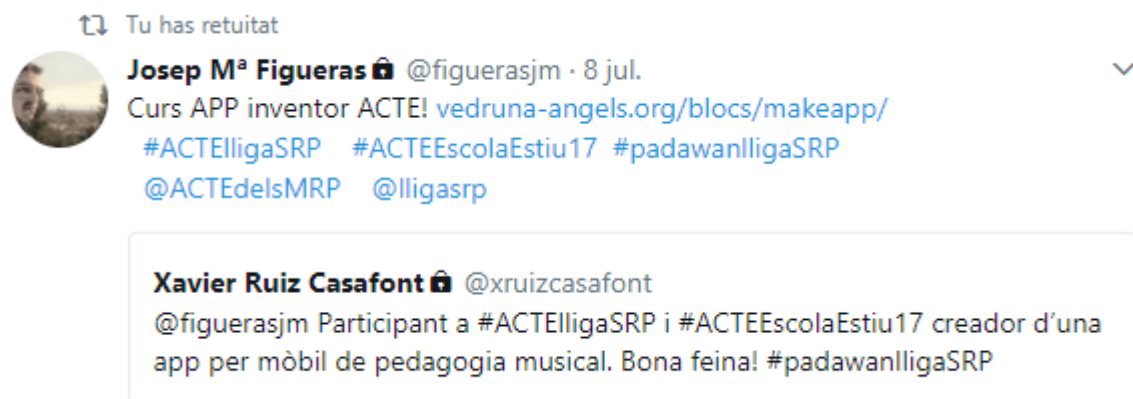 Tu has retuitat
Josep Mª Figueras @figuerasjm · 8 jul.
Curs APP inventor ACTE! vedruna-angels.org/blocs/makeapp/
#ACTElligaSRP #ACTEEscolaEstiu17 #padawanlligaSRP
@ACTEdelsMRP @lligasrp
Xavier Ruiz Casafont @xruizcasafont
@figuerasjm Participant a #ACTElligaSRP i #ACTEEscolaEstiu17 creador d’una
app per mòbil de pedagogia musical. Bona feina! #padawanlligaSRP